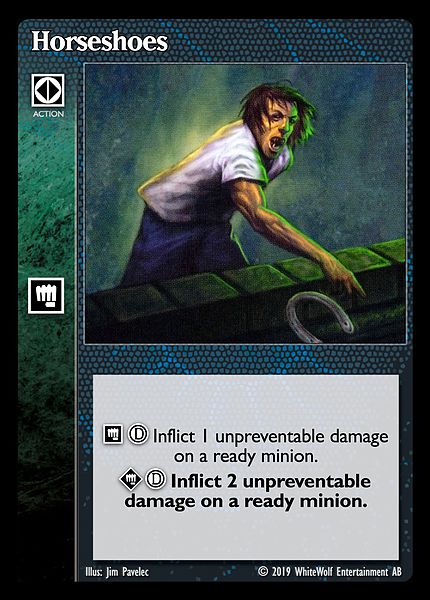 Horseshoes
ACTION
Ⓓ Inflict 1 unpreventable damage
on a ready minion.
Ⓓ Inflict 2 unpreventable
damage on a ready minion.
Illus: Jim Pavelec
© 2019 WhiteWolf Entertainment AB